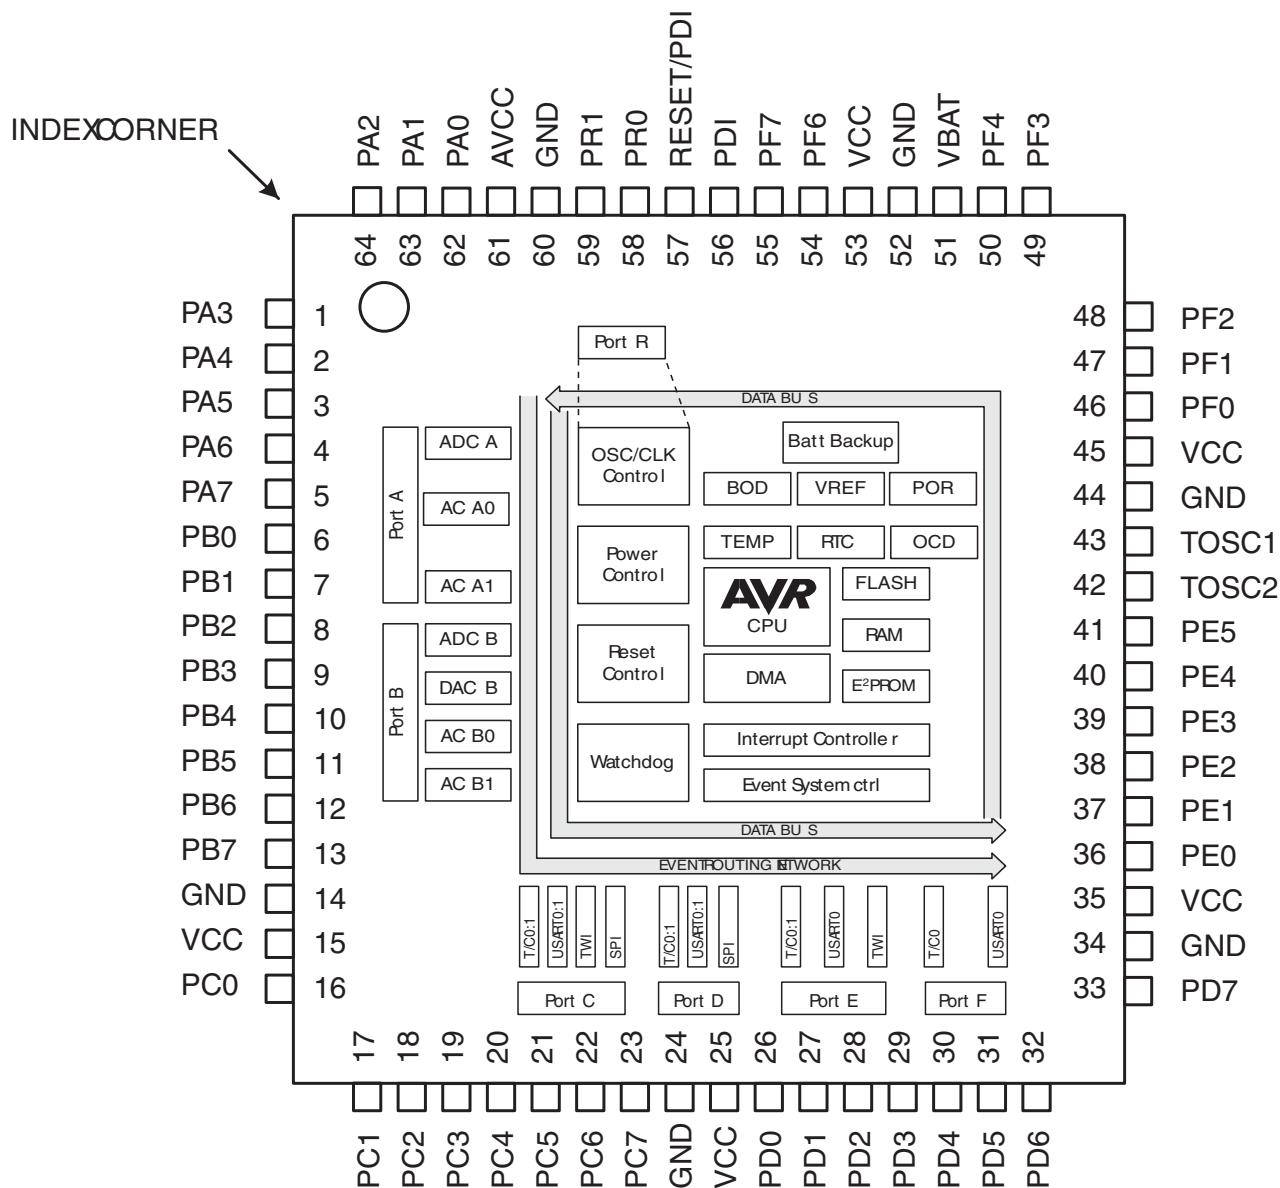 INDEX CORNER
PA2
PA1
PA0
AVCC
GND
PR1
PR0
RESET/PDI
PDI
PF7
PF6
VCC
GND
VBAT
PF4
PF3
64
63
62
61
60
59
58
57
56
55
54
53
52
51
50
49
PA3 1
PA4 2
PA5 3
PA6 4
PA7 5
PB0 6
PB1 7
PB2 8
PB3 9
PB4 10
PB5 11
PB6 12
PB7 13
GND 14
VCC 15
PC0 16
Port R
DATA BUS
Port A
ADC A
AC A0
AC A1
Port B
ADC B
DAC B
AC B0
AC B1
OSC/CLK
Control
Power
Control
Reset
Control
Watchdog
Batt Backup
BOD
VREF
POR
TEMP
RTC
OCD
AVR
CPU
FLASH
RAM
DMA
E²PROM
Interrupt Controller
Event System ctrl
DATA BUS
EVENT ROUTING NETWORK
T/C0:1
USART0:1
TWI
SPI
T/C0:1
USART0:1
SPI
T/C0:1
USART0
TWI
T/C0
USART0
Port C
Port D
Port E
Port F
48 PF2
47 PF1
46 PF0
45 VCC
44 GND
43 TOSC1
42 TOSC2
41 PE5
40 PE4
39 PE3
38 PE2
37 PE1
36 PE0
35 VCC
34 GND
33 PD7
17
18
19
20
21
22
23
24
25
26
27
28
29
30
31
32
PC1
PC2
PC3
PC4
PC5
PC6
PC7
GND
VCC
PD0
PD1
PD2
PD3
PD4
PD5
PD6